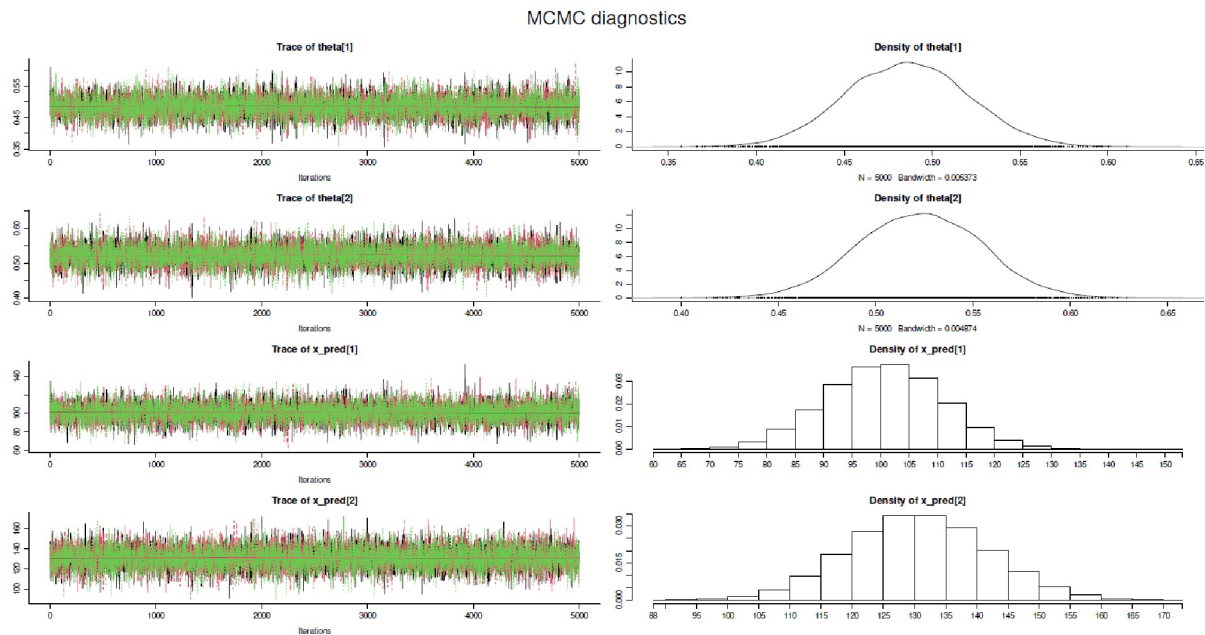 MCMC diagnostics
Trace of theta[1]
0.35 0.45 0.55
0 1000 2000 3000 4000 5000
Iterations
Density of theta[1]
0 2 4 6 8 10
0.35 0.40 0.45 0.50 0.55 0.60 0.65
N = 5000 Bandwidth = 0.005373
Trace of theta[2]
0.40 0.50 0.60
0 1000 2000 3000 4000 5000
Iterations
Density of theta[2]
0 2 4 6 8 10
0.40 0.45 0.50 0.55 0.60 0.65
N = 5000 Bandwidth = 0.004874
Trace of x_pred[1]
60 80 100 140
0 1000 2000 3000 4000 5000
Iterations
Density of x_pred[1]
0.00 0.01 0.03
60 65 70 75 80 85 90 95 100 105 110 115 120 125 130 135 140 145 150
Trace of x_pred[2]
100 130 160
0 1000 2000 3000 4000 5000
Iterations
Density of x_pred[2]
0.000 0.015 0.030
88 95 100 105 110 115 120 125 130 135 140 145 150 155 160 165 170